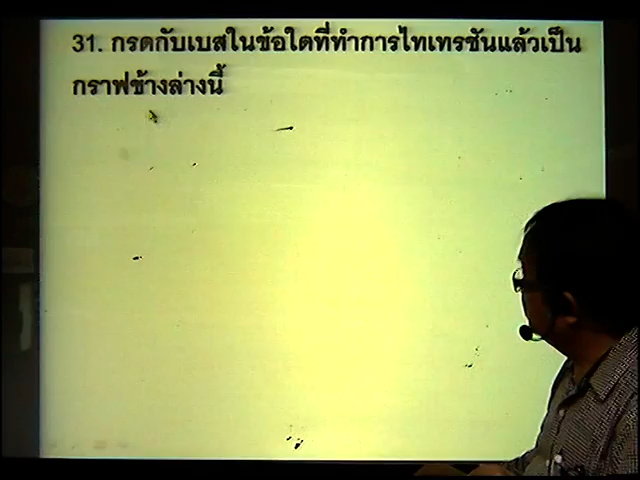 31. กรดกับเบสในข้อใดที่ทำการไทเทรชันแล้วเป็น
กราฟข้างล่างนี้